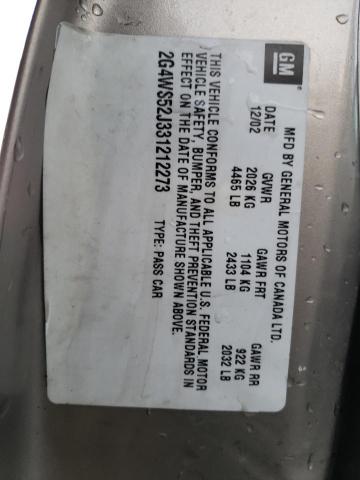 GM
MFD BY GENERAL MOTORS OF CANADA LTD.
DATE GVWR GAWR FRT GAWR RR
12/02 2026 KG 1104 KG 922 KG
4465 LB 2433 LB 2032 LB
THIS VEHICLE CONFORMS TO ALL APPLICABLE U.S. FEDERAL MOTOR
VEHICLE SAFETY, BUMPER, AND THEFT PREVENTION STANDARDS IN
EFFECT ON THE DATE OF MANUFACTURE SHOWN ABOVE.
2G4WS52J331212273 TYPE: PASS CAR